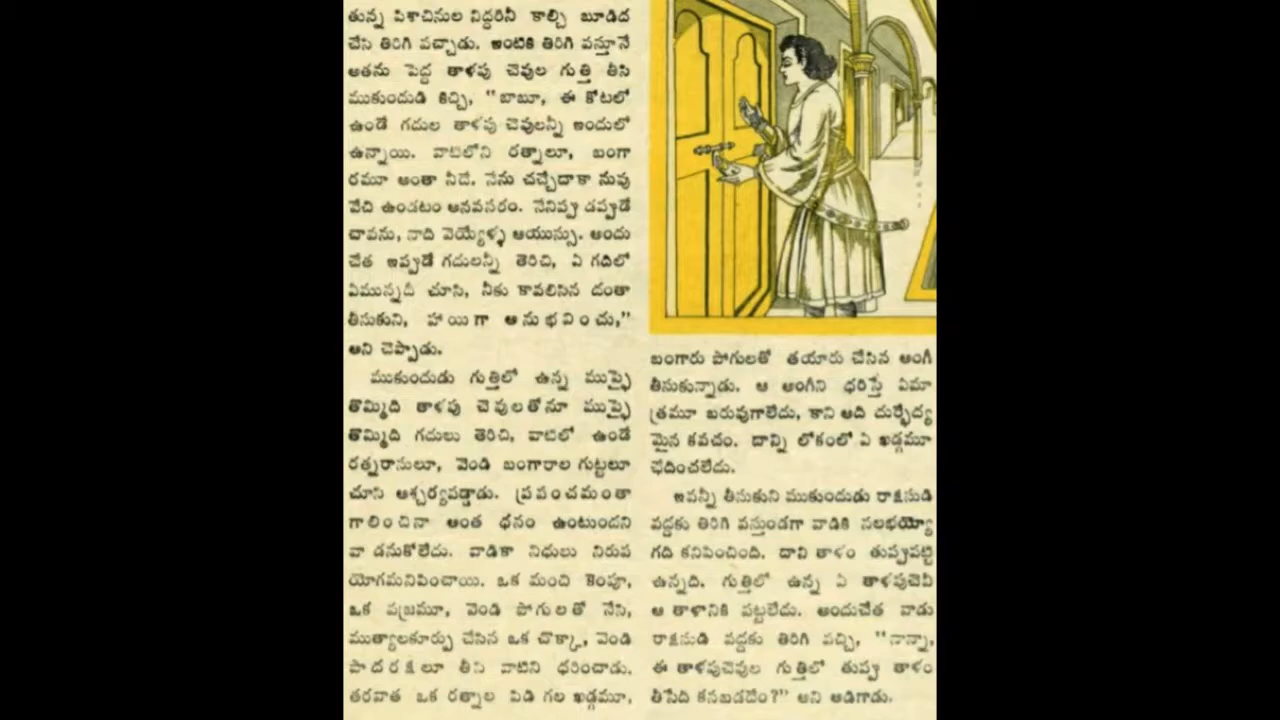 తున్న పిశాచినుల నిద్దరినీ కాల్చి బూడిద
చేసి తిరిగి వచ్చాడు. ఇంటికి తిరిగి వస్తూనే
అతను పెద్ద తాళపు చెవుల గుత్తి తీసి
ముకుందుడి కిచ్చి, "బాబూ, ఈ కోటలో
ఉండే గదుల తాళపు చెవులన్నీ ఇందులో
ఉన్నాయి. వాటిలోని రత్నాలూ, బంగా
రమూ అంతా నీదే. నేను చచ్చేదాకా నువు
వేచి ఉండటం అనవసరం. నేనిప్పు డప్పుడే
చావను, నాది వెయ్యేళ్ళ ఆయుస్సు. అందు
చేత ఇప్పుడే గదులన్నీ తెరిచి, ఏ గదిలో
ఏమున్నదీ చూసి, నీకు కావలిసిన దంతా
తీసుకుని, హాయిగా అనుభవించు,"
అని చెప్పాడు.
ముకుందుడు గుత్తిలో ఉన్న ముప్ఫై
తొమ్మిది తాళపు చెవులతోనూ ముప్ఫై
తొమ్మిది గదులు తెరిచి, వాటిలో ఉండే
రత్నరాసులూ, వెండి బంగారాల గుట్టలూ
చూసి ఆశ్చర్యపడ్డాడు. ప్రపంచమంతా
గాలించినా అంత ధనం ఉంటుందని
వా డనుకోలేదు. వాడికా నిధులు నిరుప
యోగమనిపించాయి. ఒక మంచి కెంపూ,
ఒక వజ్రమూ, వెండి పోగులతో నేసి,
ముత్యాలకూర్పు చేసిన ఒక చొక్కా, వెండి
పాదరక్షలూ తీసి వాటిని ధరించాడు.
తరవాత ఒక రత్నాల పిడి గల ఖడ్గమూ,
బంగారు పోగులతో తయారు చేసిన అంగీ
తీసుకున్నాడు. ఆ అంగీని ధరిస్తే ఏమా
త్రమూ బరువుగాలేదు, కాని అది దుర్భేద్య
మైన కవచం. దాన్ని లోకంలో ఏ ఖడ్గమూ
ఛేదించలేదు.
ఇవన్నీ తీసుకుని ముకుందుడు రాక్షసుడి
వద్దకు తిరిగి వస్తుండగా వాడికి నలభయ్యో
గది కనిపించింది. దాని తాళం తుప్పుపట్టి
ఉన్నది. గుత్తిలో ఉన్న ఏ తాళపుచెవీ
ఆ తాళానికి పట్టలేదు. అందుచేత వాడు
రాక్షసుడి వద్దకు తిరిగి వచ్చి, "నాన్నా,
ఈ తాళపుచెవుల గుత్తిలో తుప్పు తాళం
తీసేది కనబడదేం?" అని అడిగాడు.